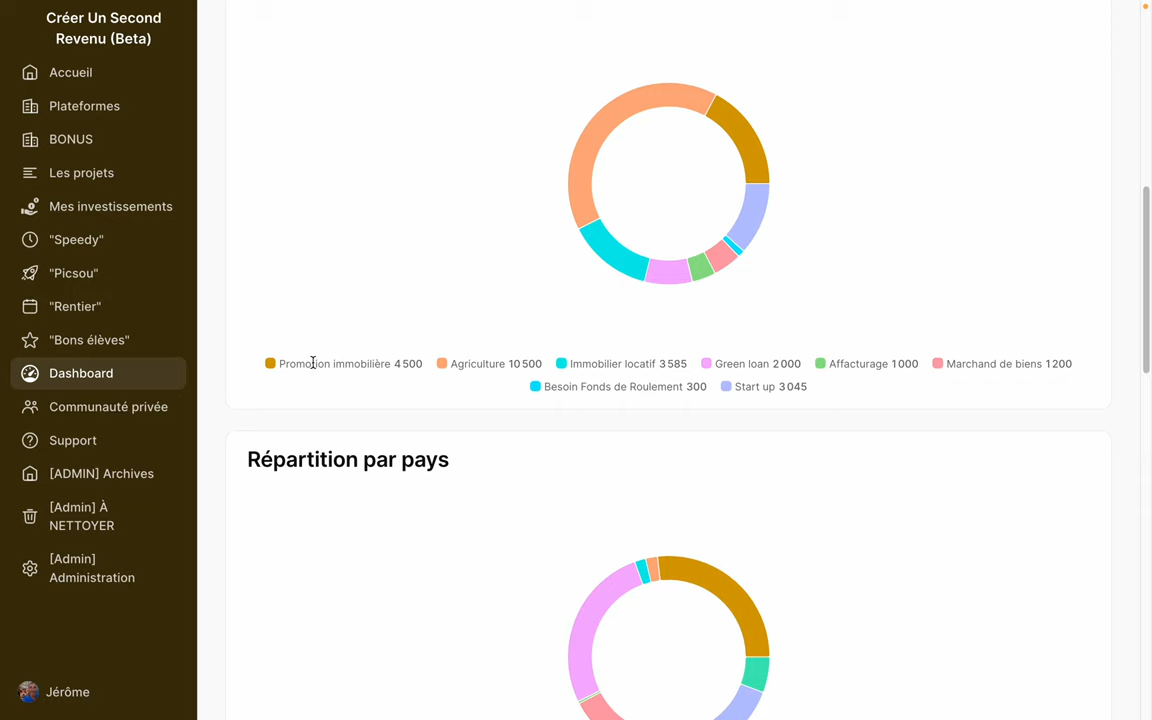 Créer Un Second
Revenu (Beta)
Accueil
Plateformes
BONUS
Les projets
Mes investissements
"Speedy"
"Picsou"
"Rentier"
"Bons élèves"
Dashboard
Communauté privée
Support
[ADMIN] Archives
[Admin] À
NETTOYER
[Admin]
Administration
Jérôme
Promotion immobilière 4 500 Agriculture 10 500 Immobilier locatif 3 585 Green loan 2 000 Affacturage 1 000 Marchand de biens 1 200
Besoin Fonds de Roulement 300 Start up 3 045
Répartition par pays